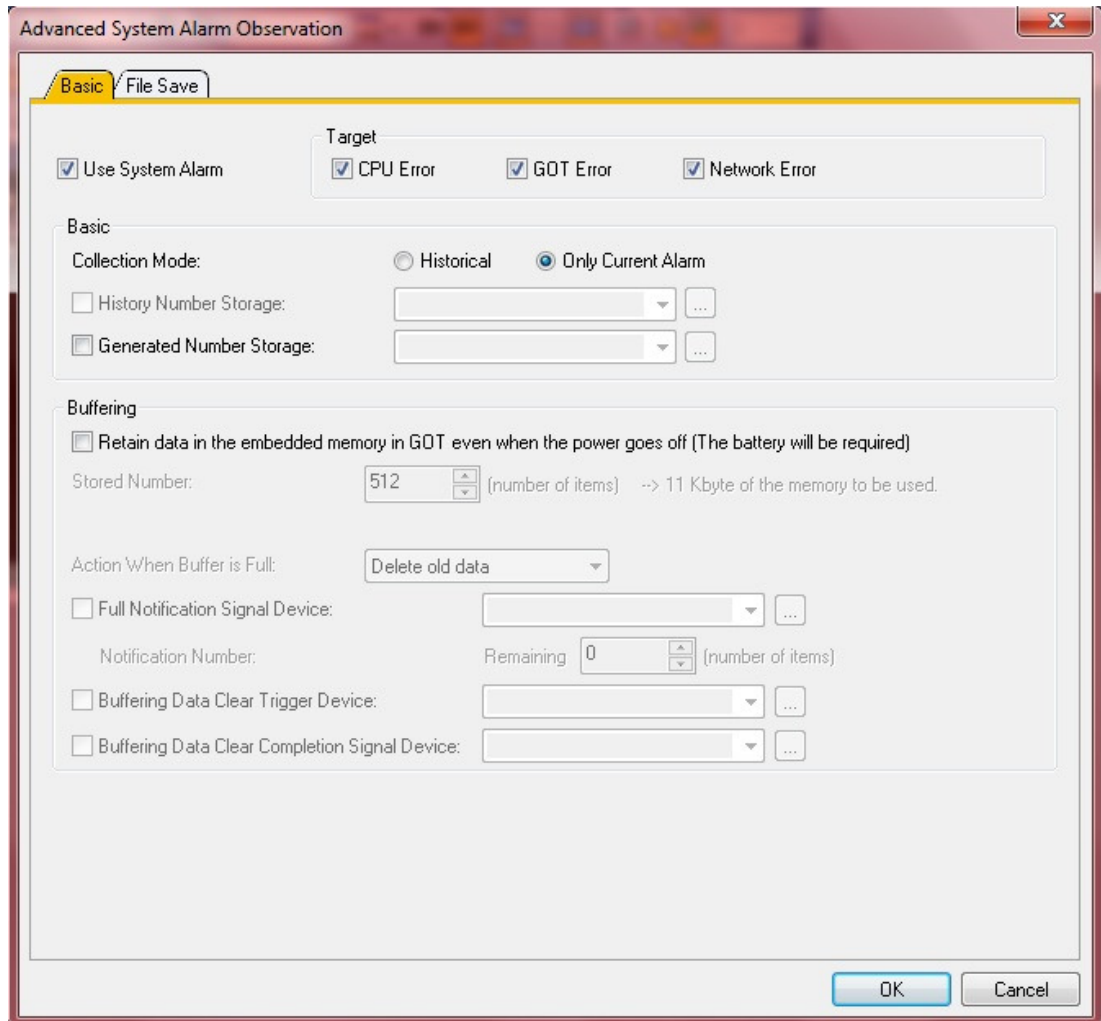 Advanced System Alarm Observation
Basic File Save
Target
Use System Alarm CPU Error GOT Error Network Error
Basic
Collection Mode: Historical Only Current Alarm
History Number Storage: ...
Generated Number Storage: ...
Buffering
Retain data in the embedded memory in GOT even when the power goes off (The battery will be required)
Stored Number: 512 (number of items) --> 11 Kbyte of the memory to be used.
Action When Buffer is Full: Delete old data
Full Notification Signal Device: ...
Notification Number: Remaining 0 (number of items)
Buffering Data Clear Trigger Device: ...
Buffering Data Clear Completion Signal Device: ...
OK Cancel